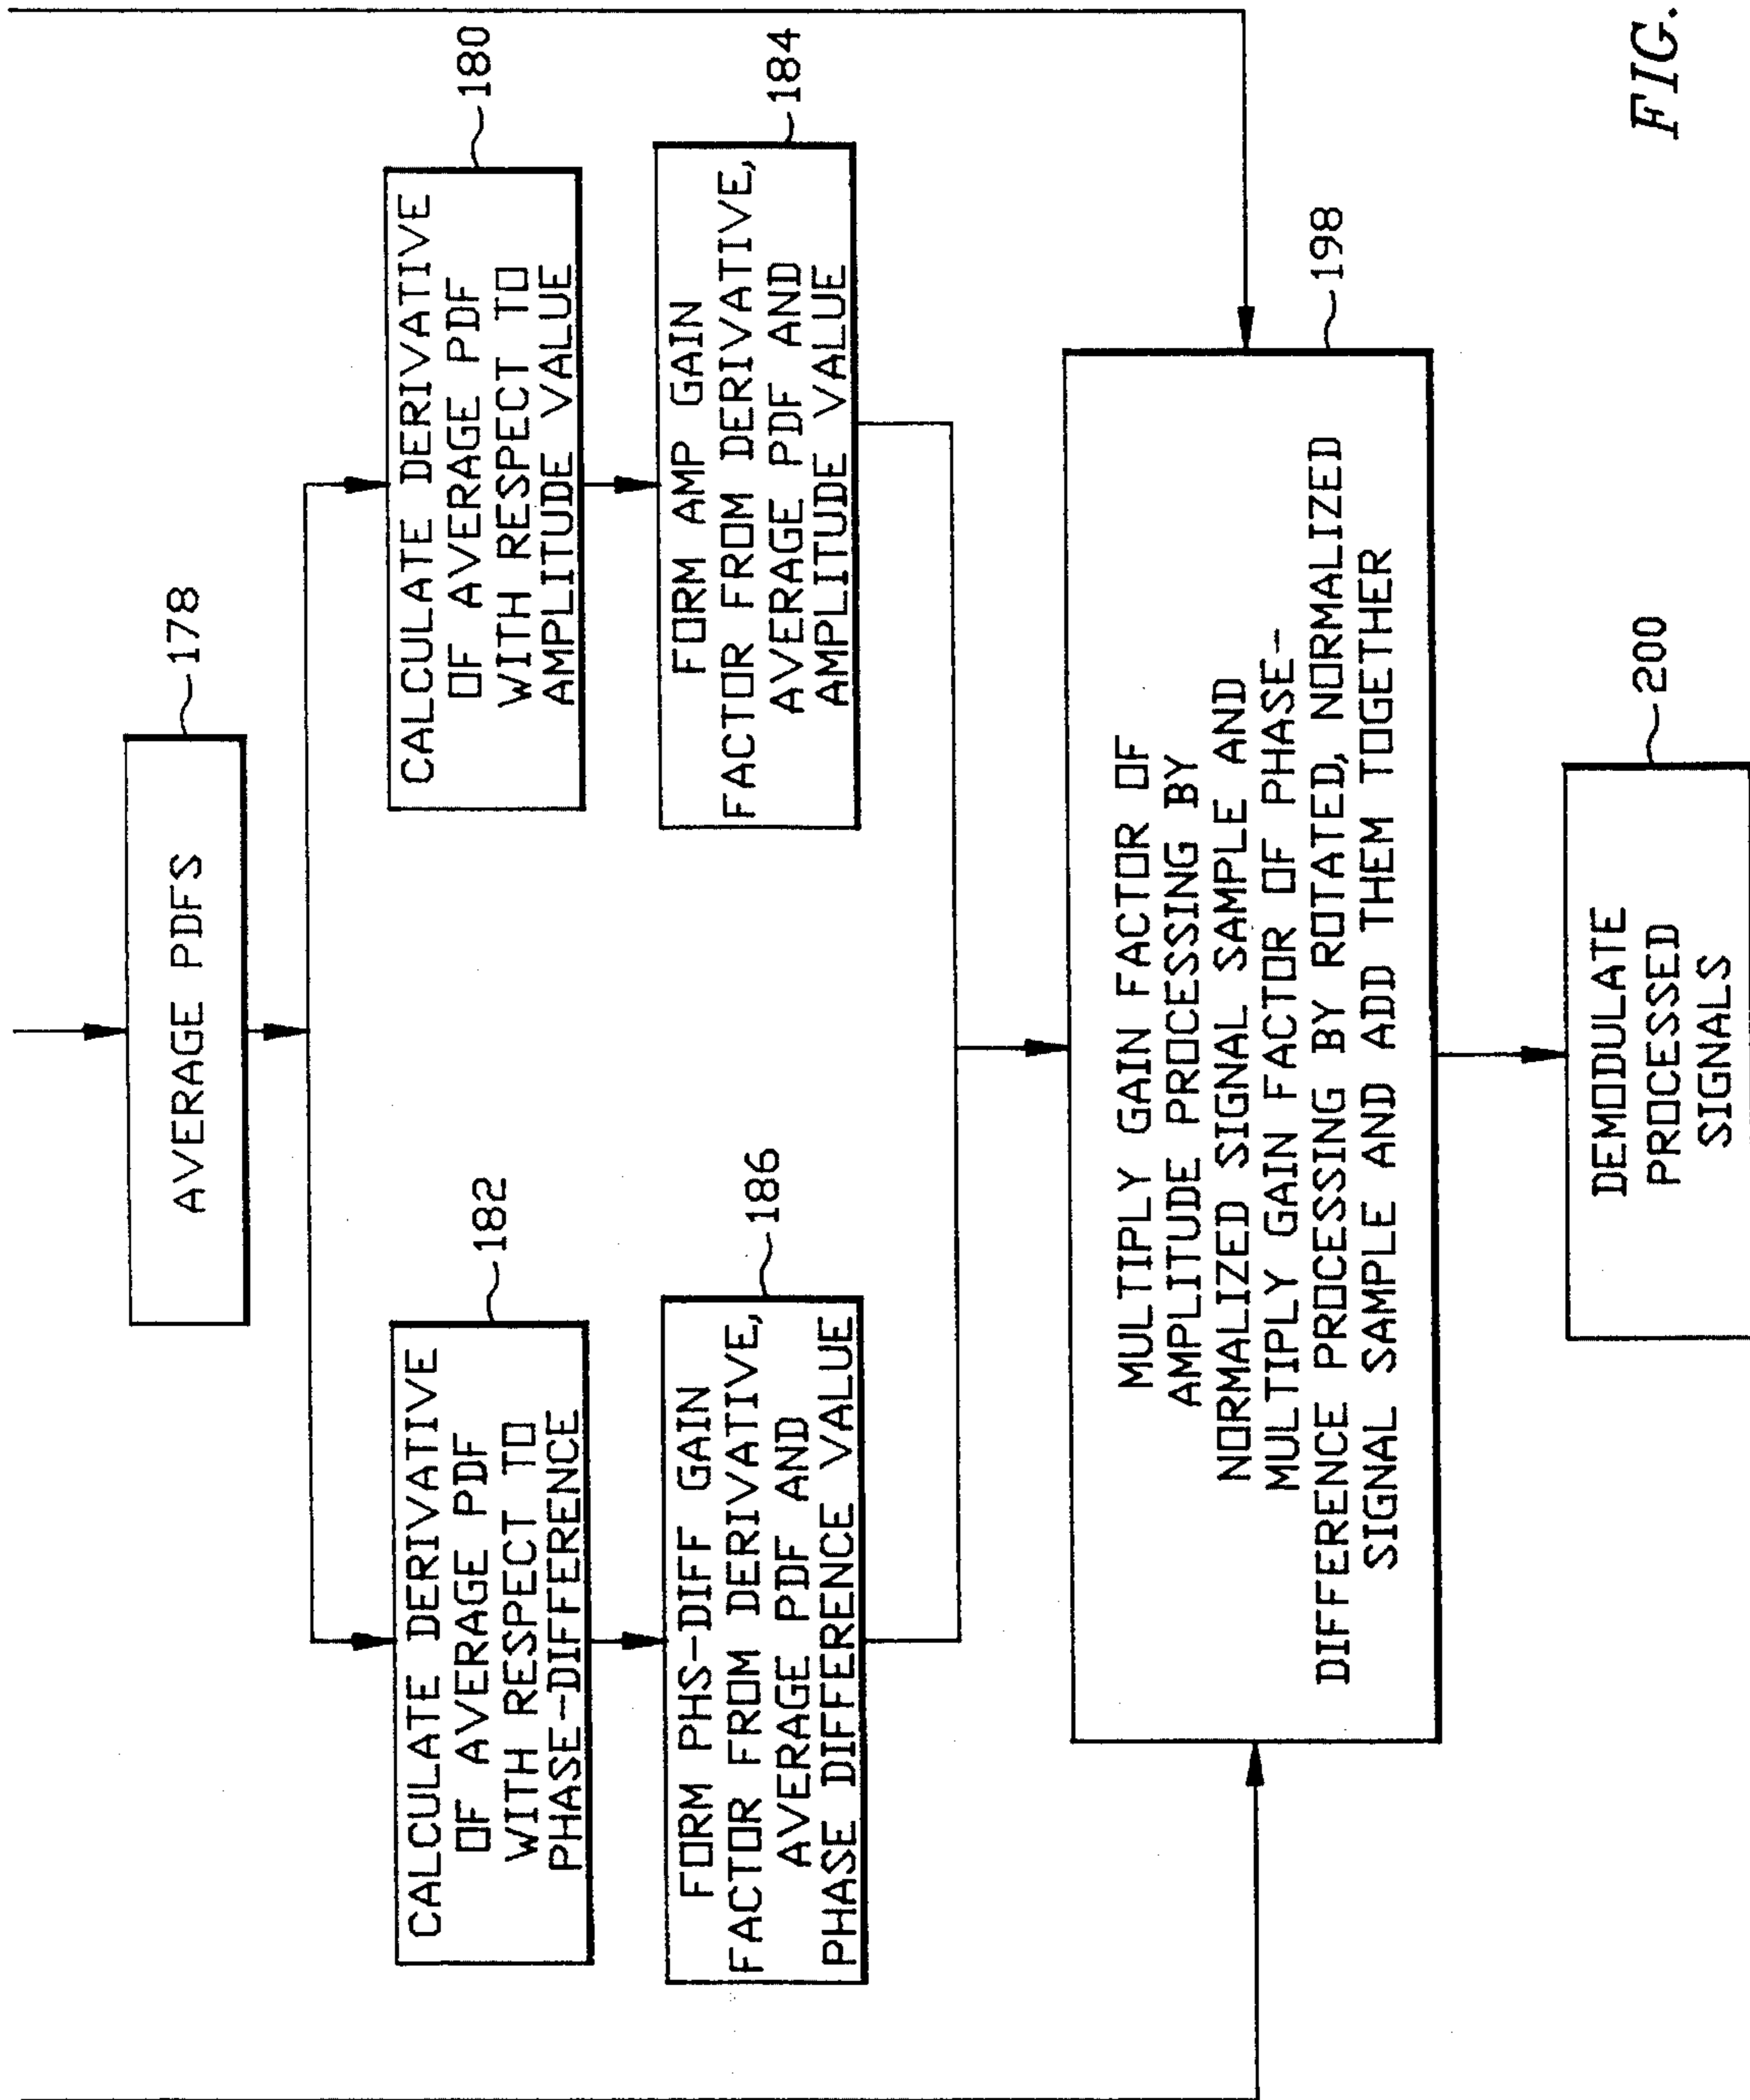 AVERAGE PDFS
178
CALCULATE DERIVATIVE
OF AVERAGE PDF
WITH RESPECT TO
PHASE-DIFFERENCE
182
CALCULATE DERIVATIVE
OF AVERAGE PDF
WITH RESPECT TO
AMPLITUDE VALUE
180
FORM PHS-DIFF GAIN
FACTOR FROM DERIVATIVE,
AVERAGE PDF AND
PHASE DIFFERENCE VALUE
186
FORM AMP GAIN
FACTOR FROM DERIVATIVE,
AVERAGE PDF AND
AMPLITUDE VALUE
184
MULTIPLY GAIN FACTOR OF
AMPLITUDE PROCESSING BY
NORMALIZED SIGNAL SAMPLE AND
MULTIPLY GAIN FACTOR OF PHASE-
DIFFERENCE PROCESSING BY ROTATED, NORMALIZED
SIGNAL SAMPLE AND ADD THEM TOGETHER
198
DEMODULATE
PROCESSED
SIGNALS
200
FIG.